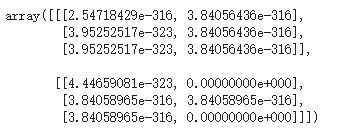 array([[[2.54718429e-316, 3.84056436e-316],
[3.95252517e-323, 3.84056436e-316],
[3.95252517e-323, 3.84056436e-316]],
[[4.44659081e-323, 0.00000000e+000],
[3.84058965e-316, 3.84058965e-316],
[3.84058965e-316, 0.00000000e+000]]])